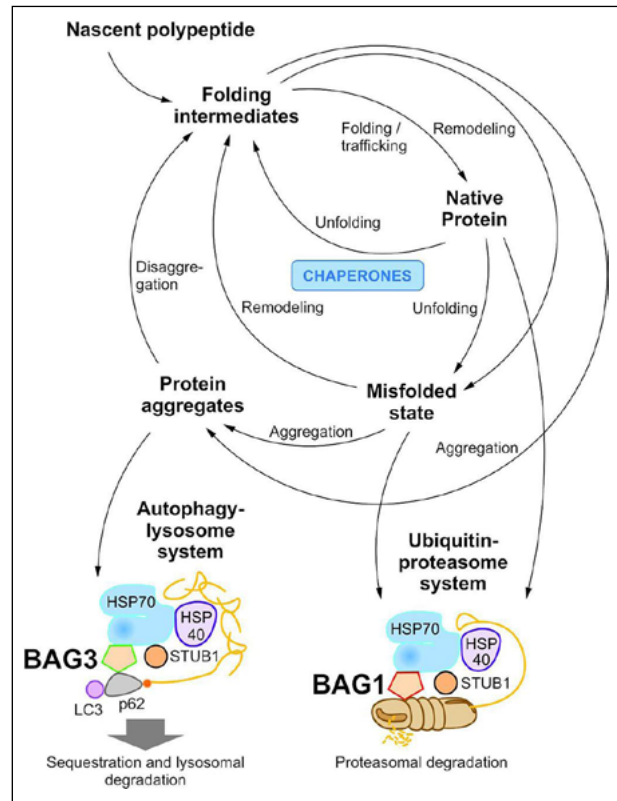 Nascent polypeptide
Folding
intermediates
Folding /
trafficking
Remodeling
Native
Protein
Unfolding
CHAPERONES
Disaggre-
gation
Remodeling
Unfolding
Protein
aggregates
Misfolded
state
Aggregation
Aggregation
Autophagy-
lysosome
system
Ubiquitin-
proteasome
system
HSP70
HSP
40
BAG3
STUB1
LC3
p62
Sequestration and lysosomal
degradation
HSP70
HSP
40
BAG1
STUB1
Proteasomal degradation